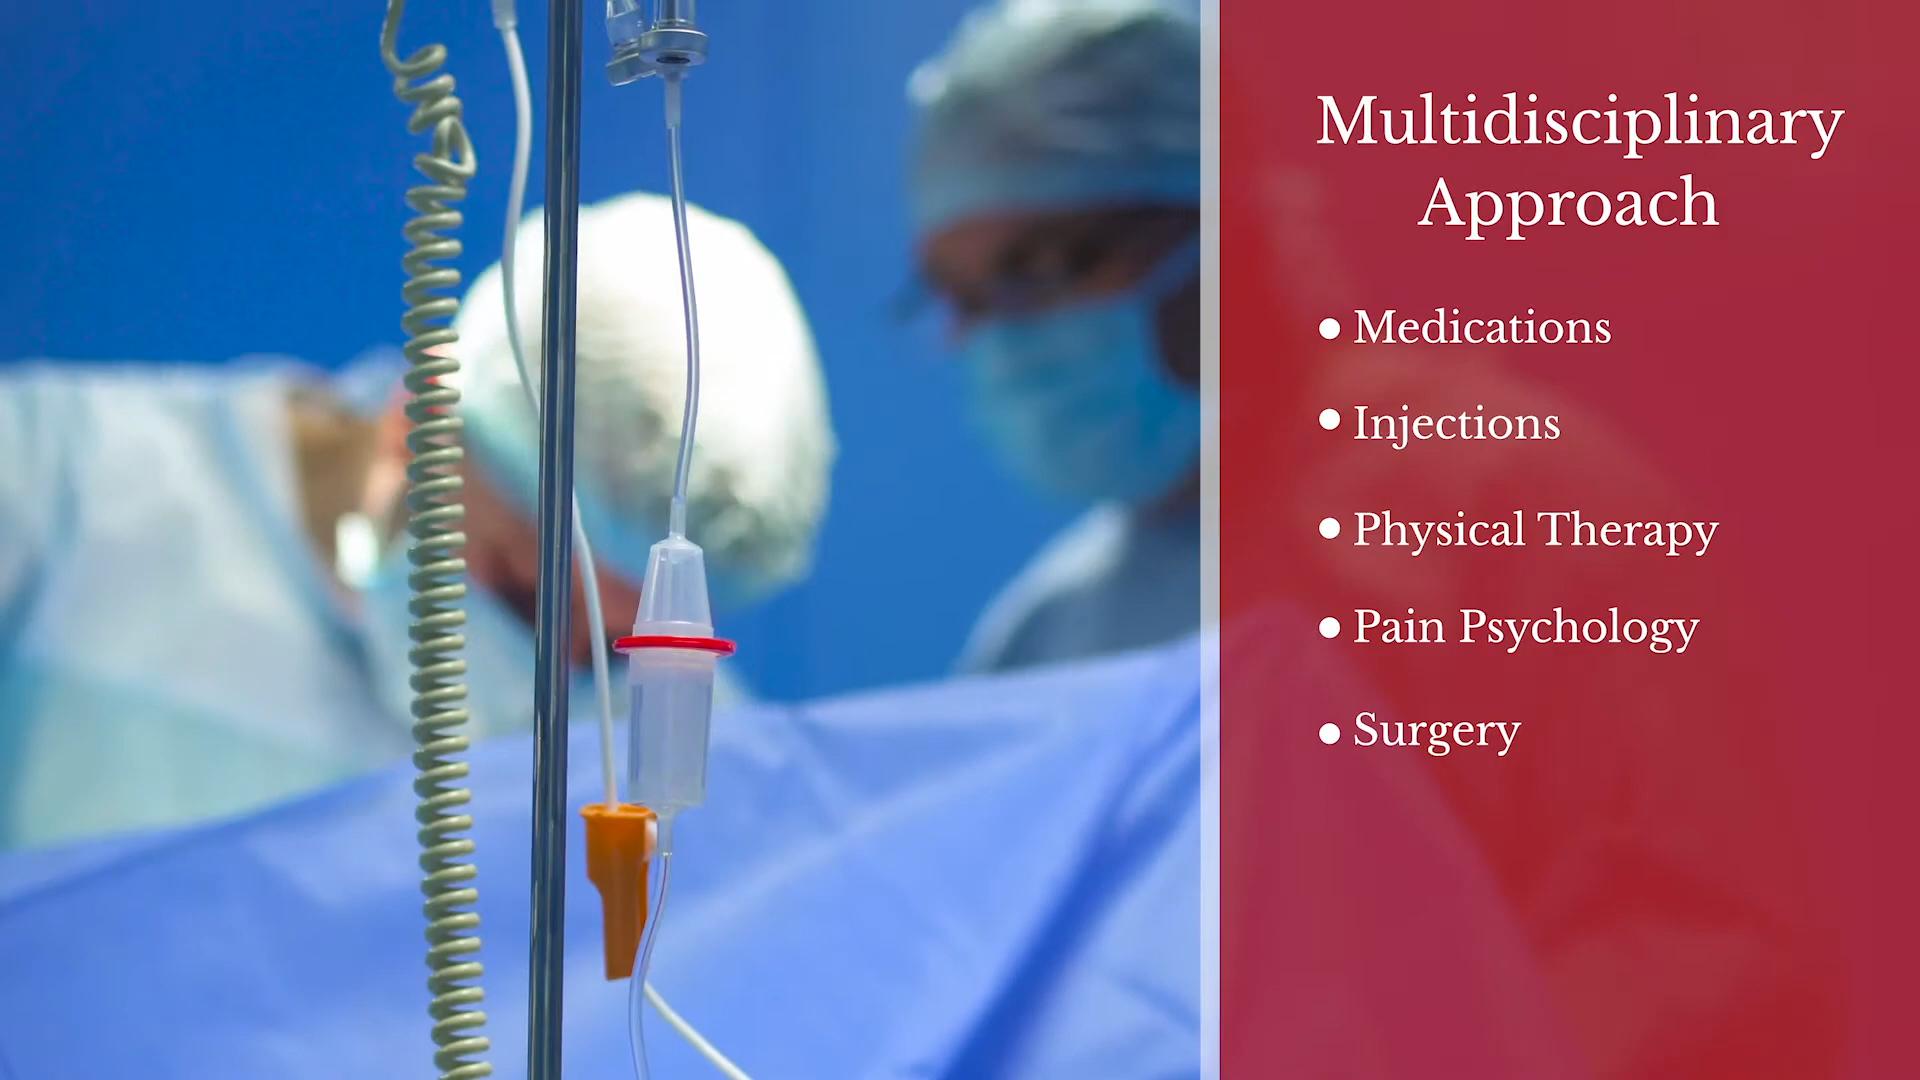 Multidisciplinary
Approach
● Medications
● Injections
● Physical Therapy
● Pain Psychology
● Surgery